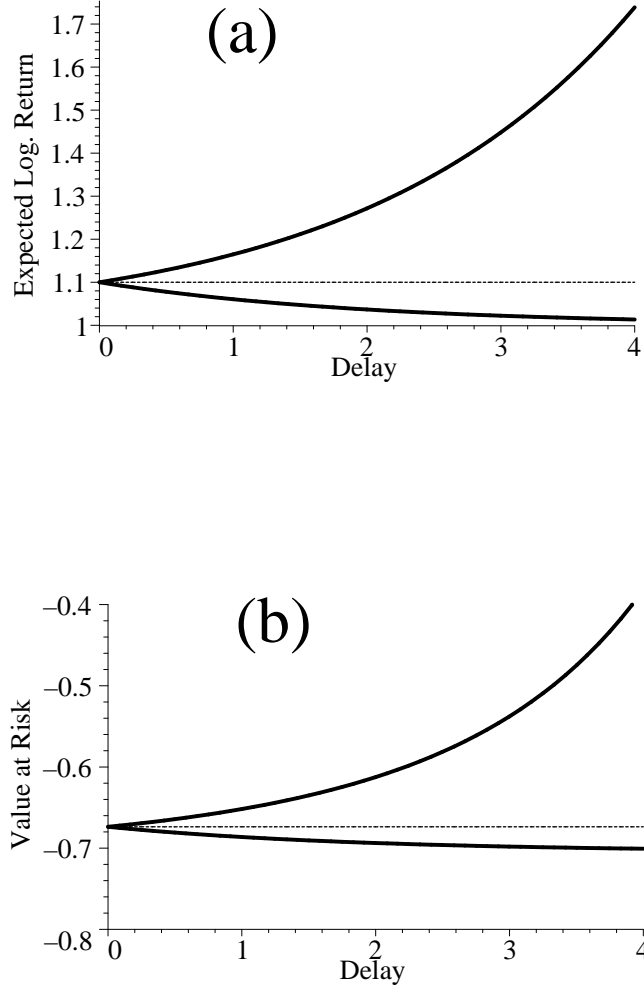 (a)
Expected Log. Return
1.7
1.6
1.5
1.4
1.3
1.2
1.1
1
0 1 2 3 4
Delay
(b)
Value at Risk
–0.4
–0.5
–0.6
–0.7
–0.8
0 1 2 3 4
Delay